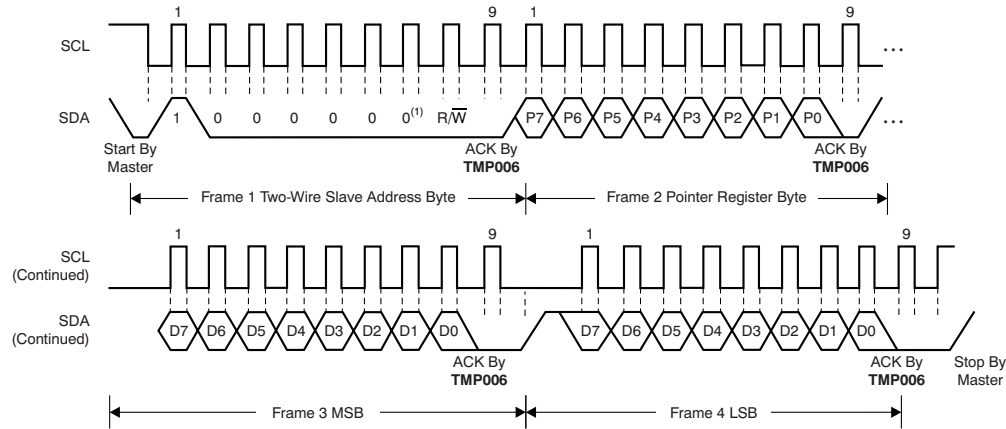 1 9 1 9
SCL ...
SDA 1 0 0 0 0 0 0(1) R/W̅ P7 P6 P5 P4 P3 P2 P1 P0 ...
Start By
Master
ACK By
TMP006
ACK By
TMP006
Frame 1 Two-Wire Slave Address Byte
Frame 2 Pointer Register Byte
1 9 1 9
SCL
(Continued)
SDA
(Continued)
D7 D6 D5 D4 D3 D2 D1 D0 D7 D6 D5 D4 D3 D2 D1 D0
ACK By
TMP006
ACK By
TMP006
Stop By
Master
Frame 3 MSB
Frame 4 LSB